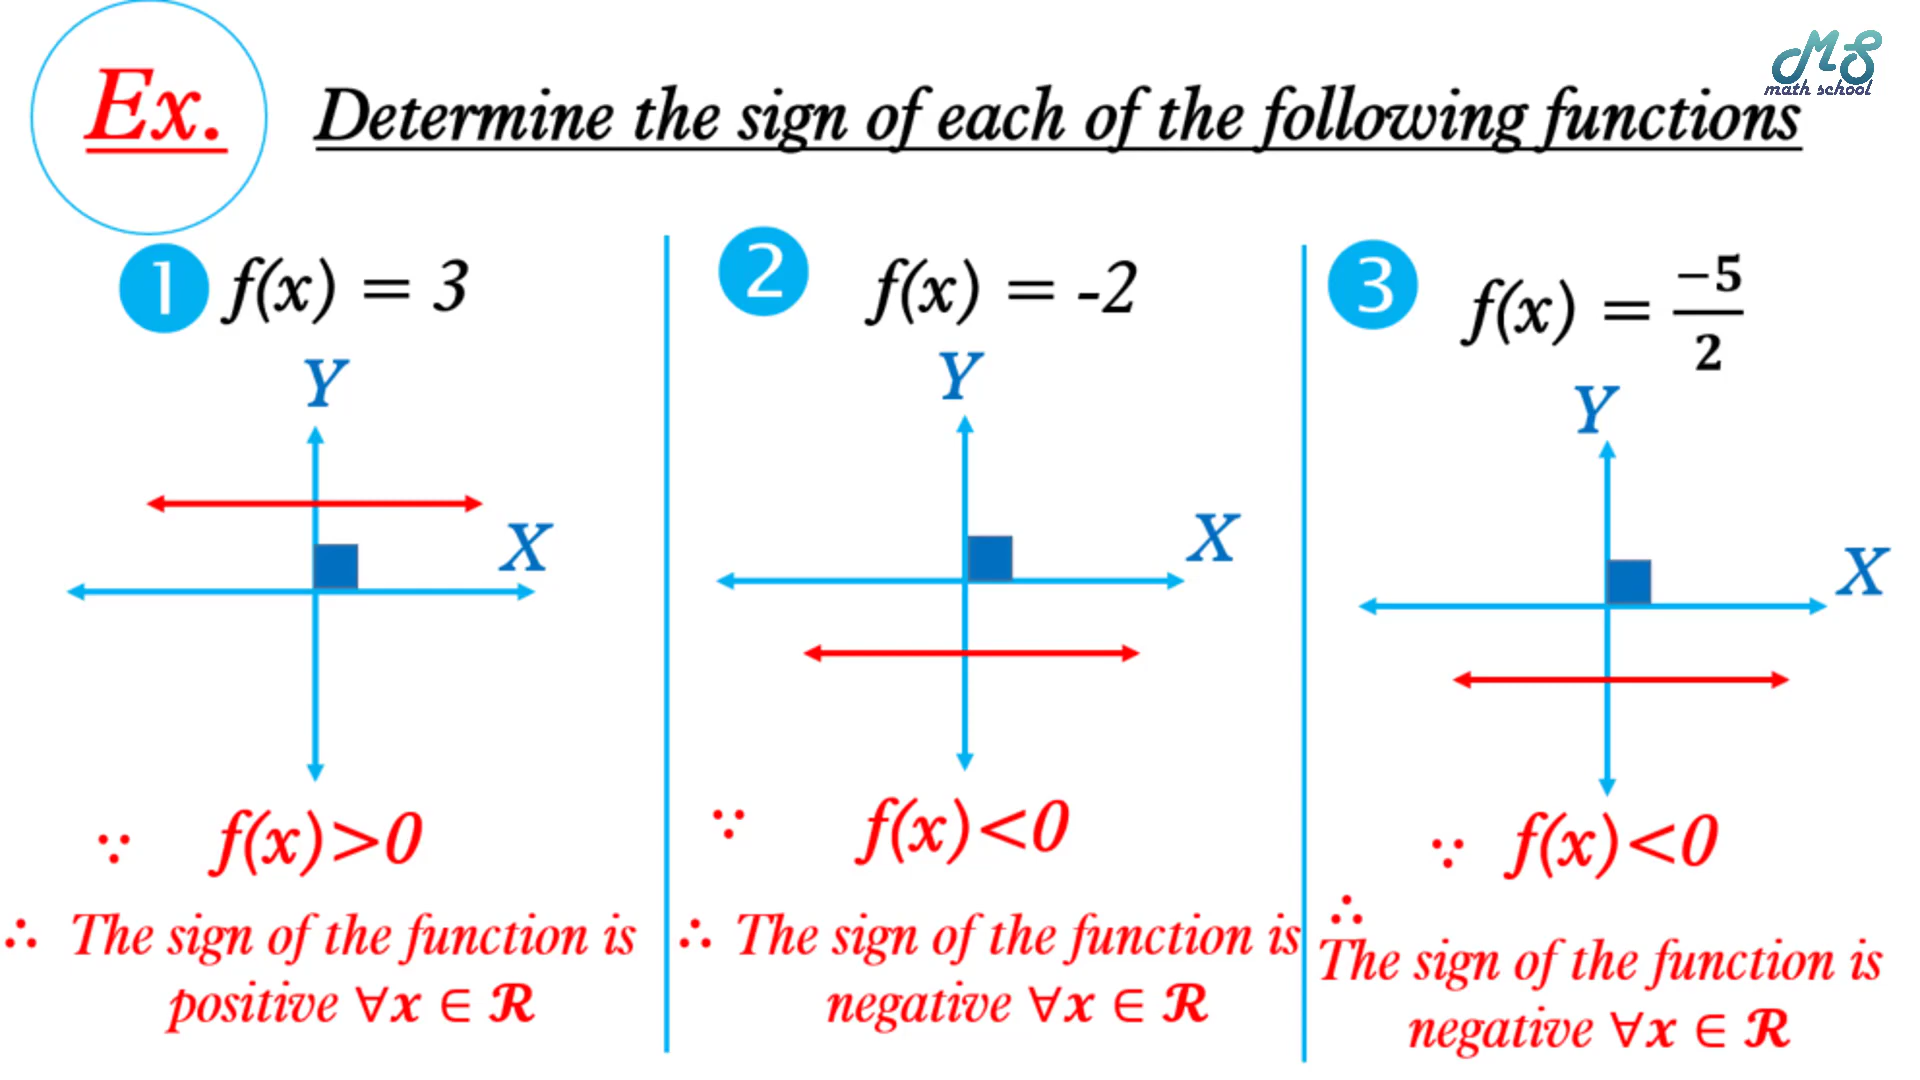 Ex.
Determine the sign of each of the following functions
MS
math school
1 f(x) = 3
Y
X
∵ f(x)>0
∴ The sign of the function is
positive ∀x ∈ ℛ
2 f(x) = -2
Y
X
∵ f(x)<0
∴ The sign of the function is
negative ∀x ∈ ℛ
3 f(x) = −5/2
Y
X
∵ f(x)<0
∴
The sign of the function is
negative ∀x ∈ ℛ